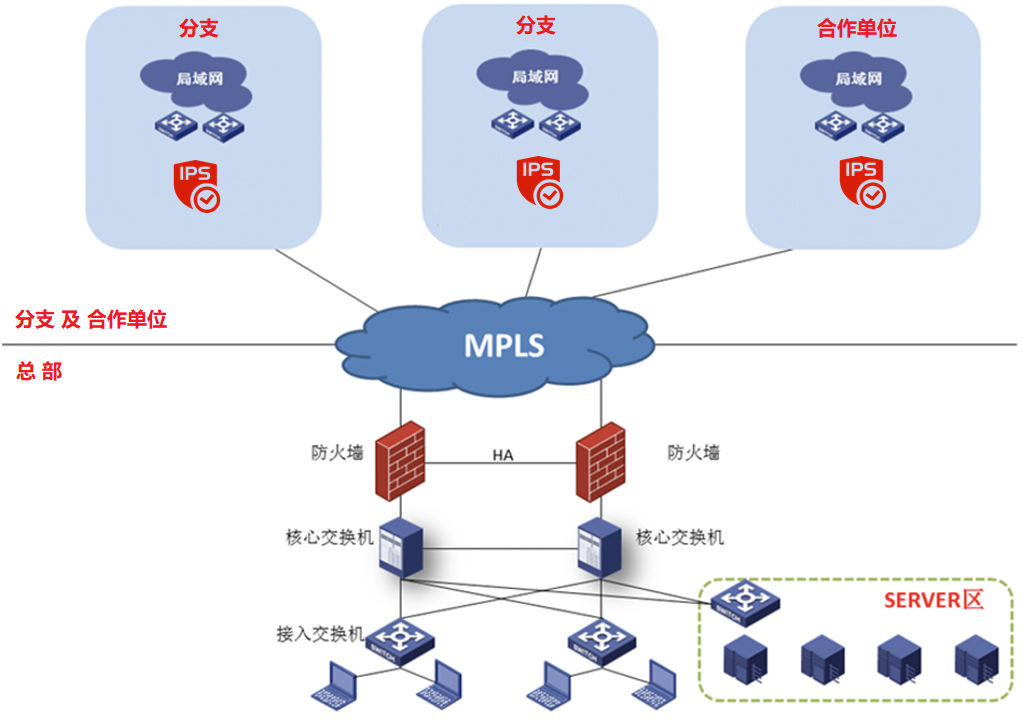 分支
分支
合作单位
局域网
局域网
局域网
IPS
IPS
IPS
分支 及 合作单位
MPLS
总 部
防火墙
HA
防火墙
核心交换机
核心交换机
SWITCH
SERVER区
接入交换机
SWITCH
SWITCH